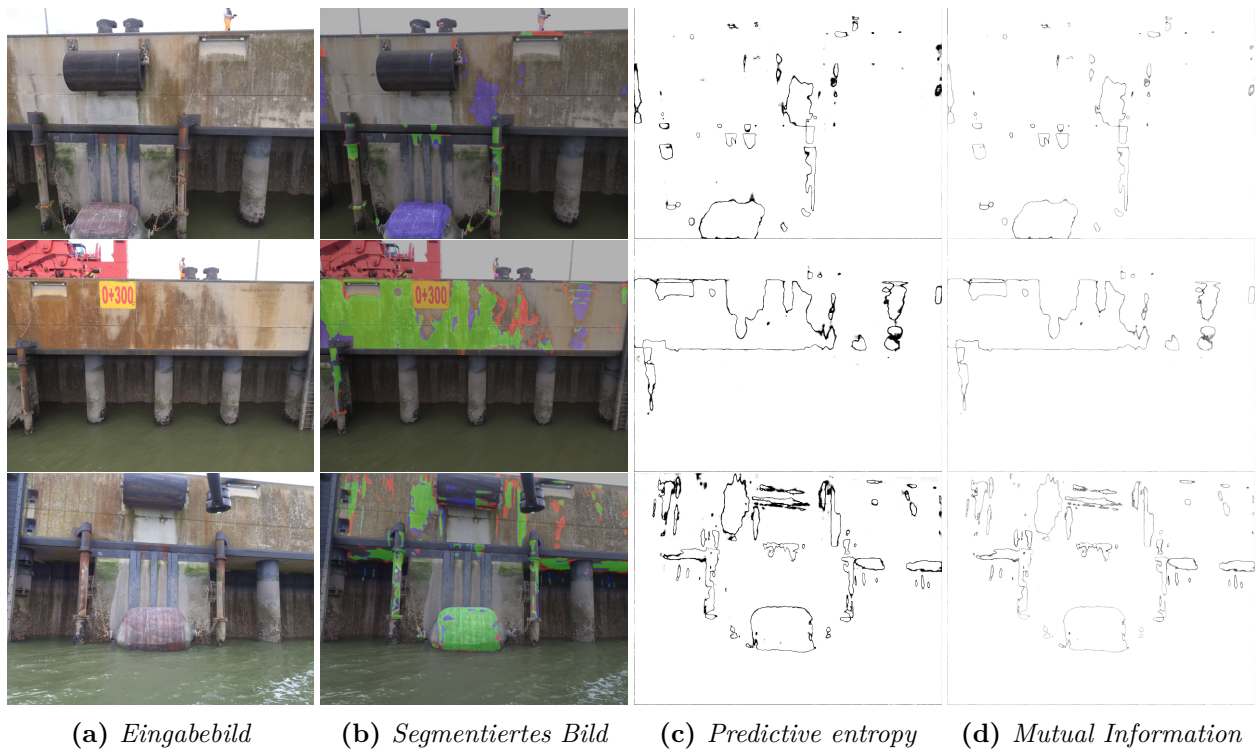 0+300
0+300
(a) Eingabebild
(b) Segmentiertes Bild
(c) Predictive entropy
(d) Mutual Information